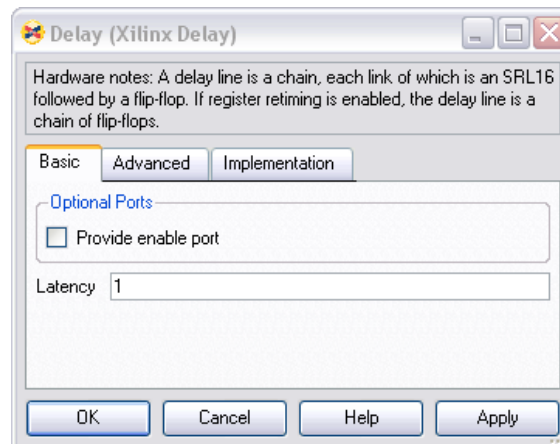 Delay (Xilinx Delay)
Hardware notes: A delay line is a chain, each link of which is an SRL16
followed by a flip-flop. If register retiming is enabled, the delay line is a
chain of flip-flops.
Basic Advanced Implementation
Optional Ports
Provide enable port
Latency 1
OK Cancel Help Apply